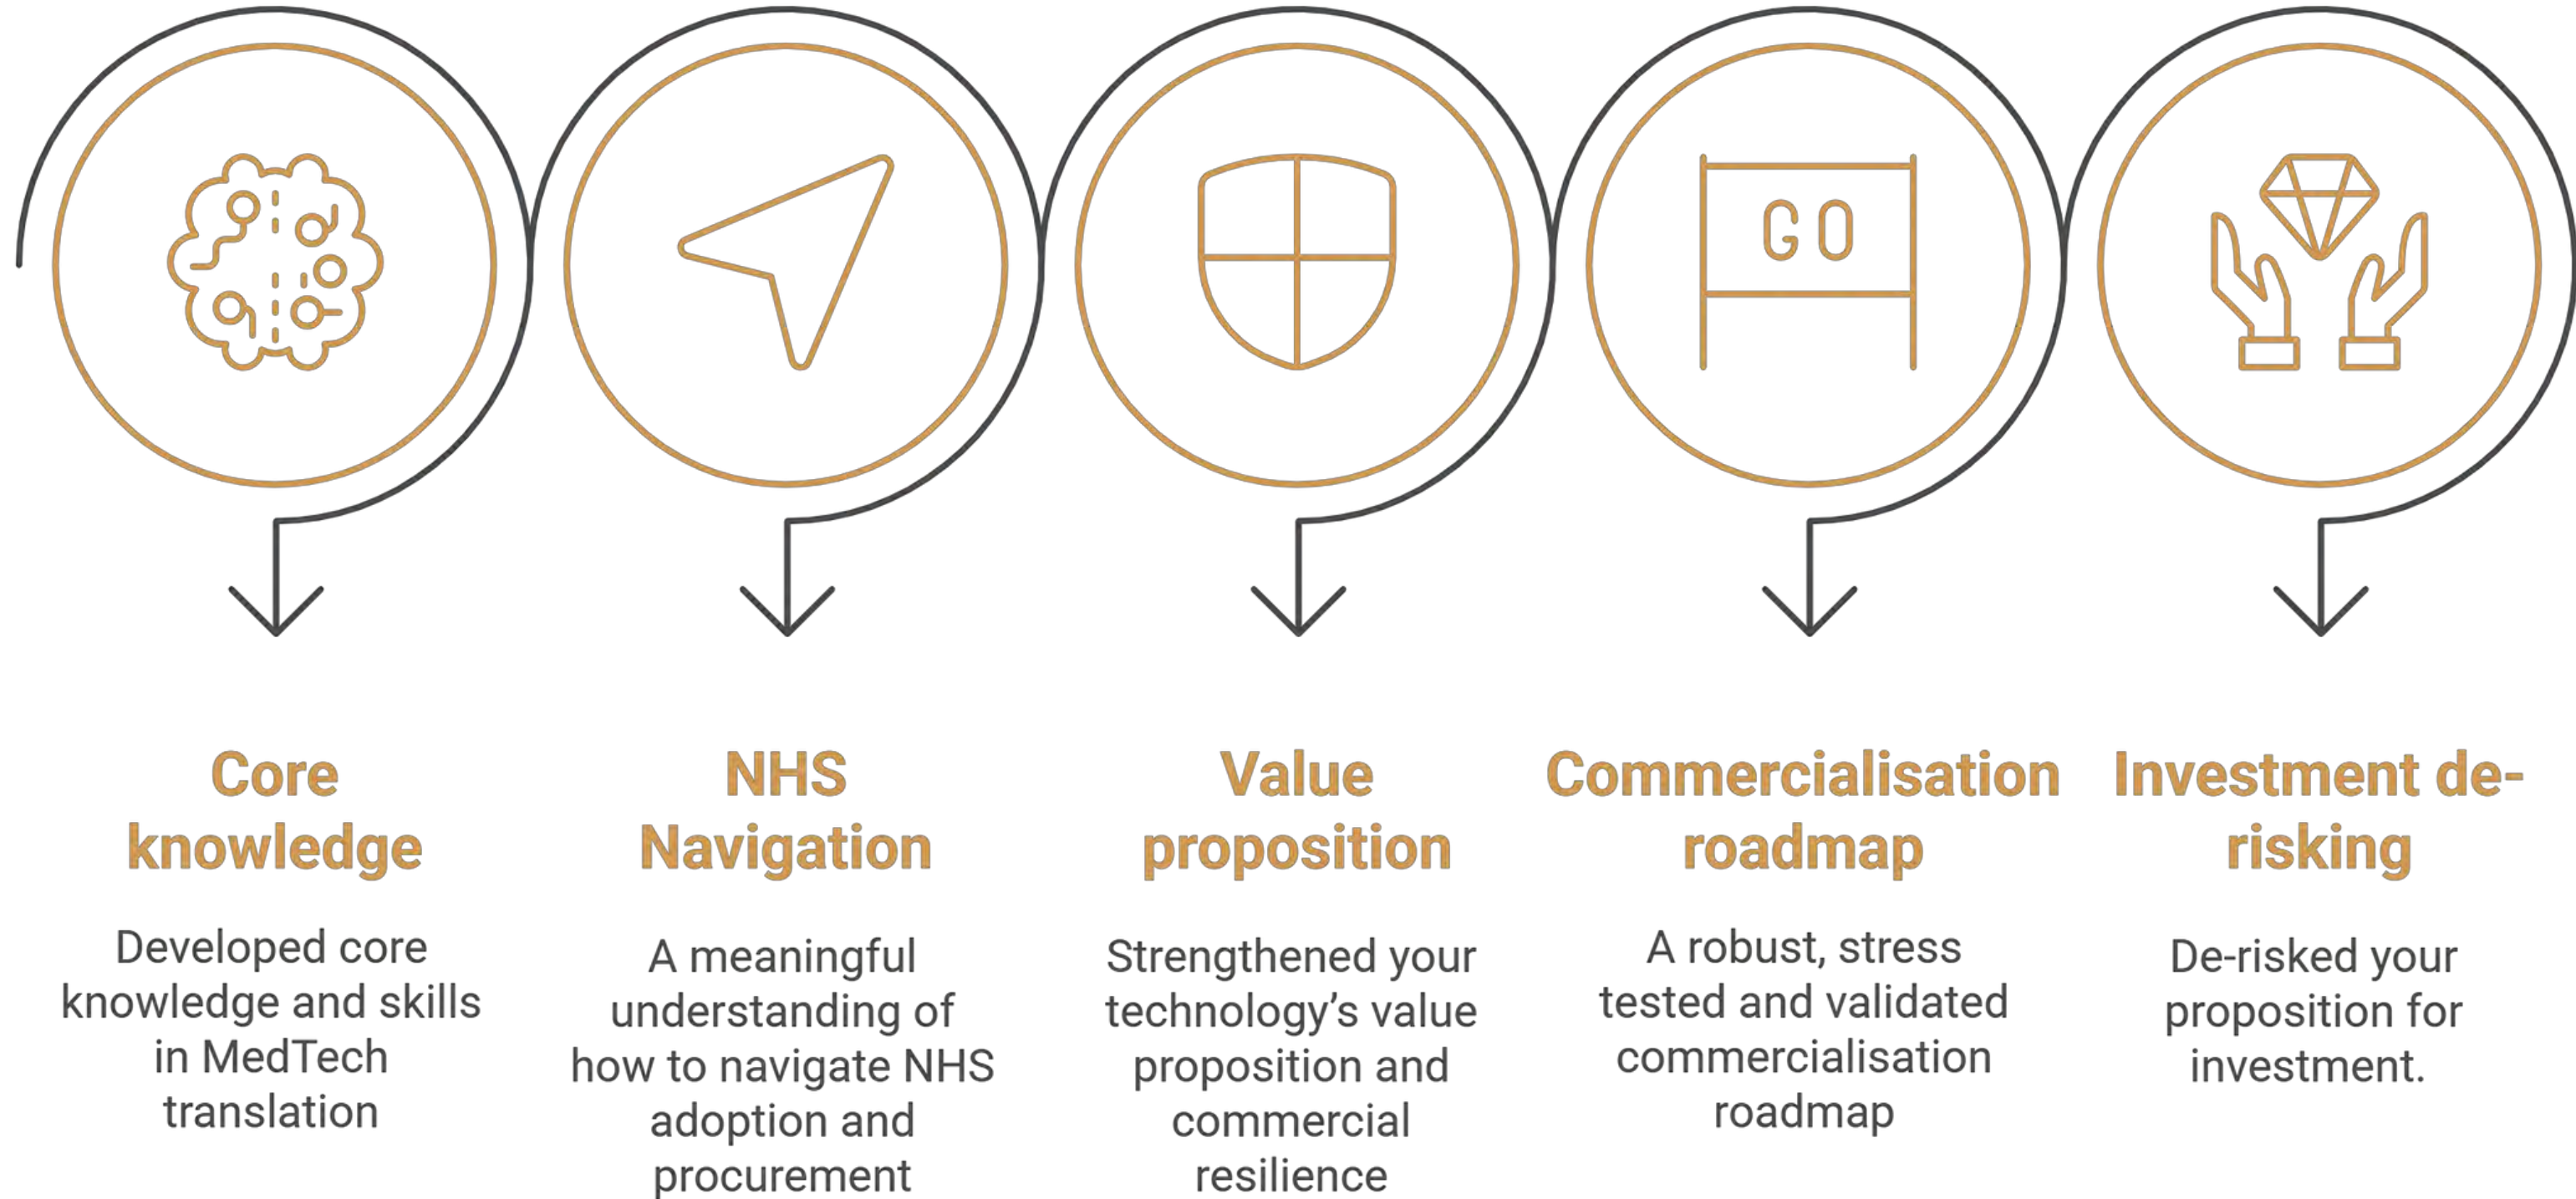 GO
Core
knowledge
Developed core
knowledge and skills
in MedTech
translation
NHS
Navigation
A meaningful
understanding of
how to navigate NHS
adoption and
procurement
Value
proposition
Strengthened your
technology’s value
proposition and
commercial
resilience
Commercialisation
roadmap
A robust, stress
tested and validated
commercialisation
roadmap
Investment de-
risking
De-risked your
proposition for
investment.